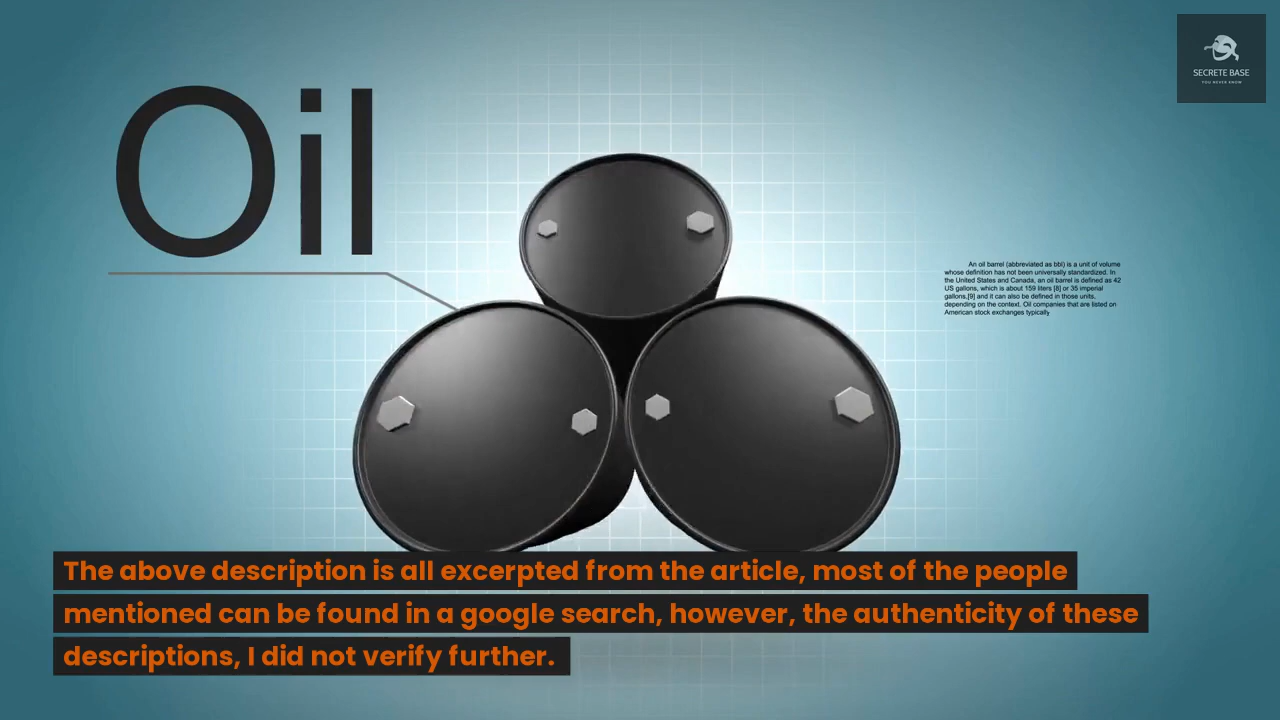 Oil
SECRETE BASE
YOU NEVER KNOW
An oil barrel (abbreviated as bbl) is a unit of volume
whose definition has not been universally standardized. In
the United States and Canada, an oil barrel is defined as 42
US gallons, which is about 159 liters [8] or 35 imperial
gallons,[9] and it can also be defined in those units,
depending on the context. Oil companies that are listed on
American stock exchanges typically
The above description is all excerpted from the article, most of the people
mentioned can be found in a google search, however, the authenticity of these
descriptions, I did not verify further.